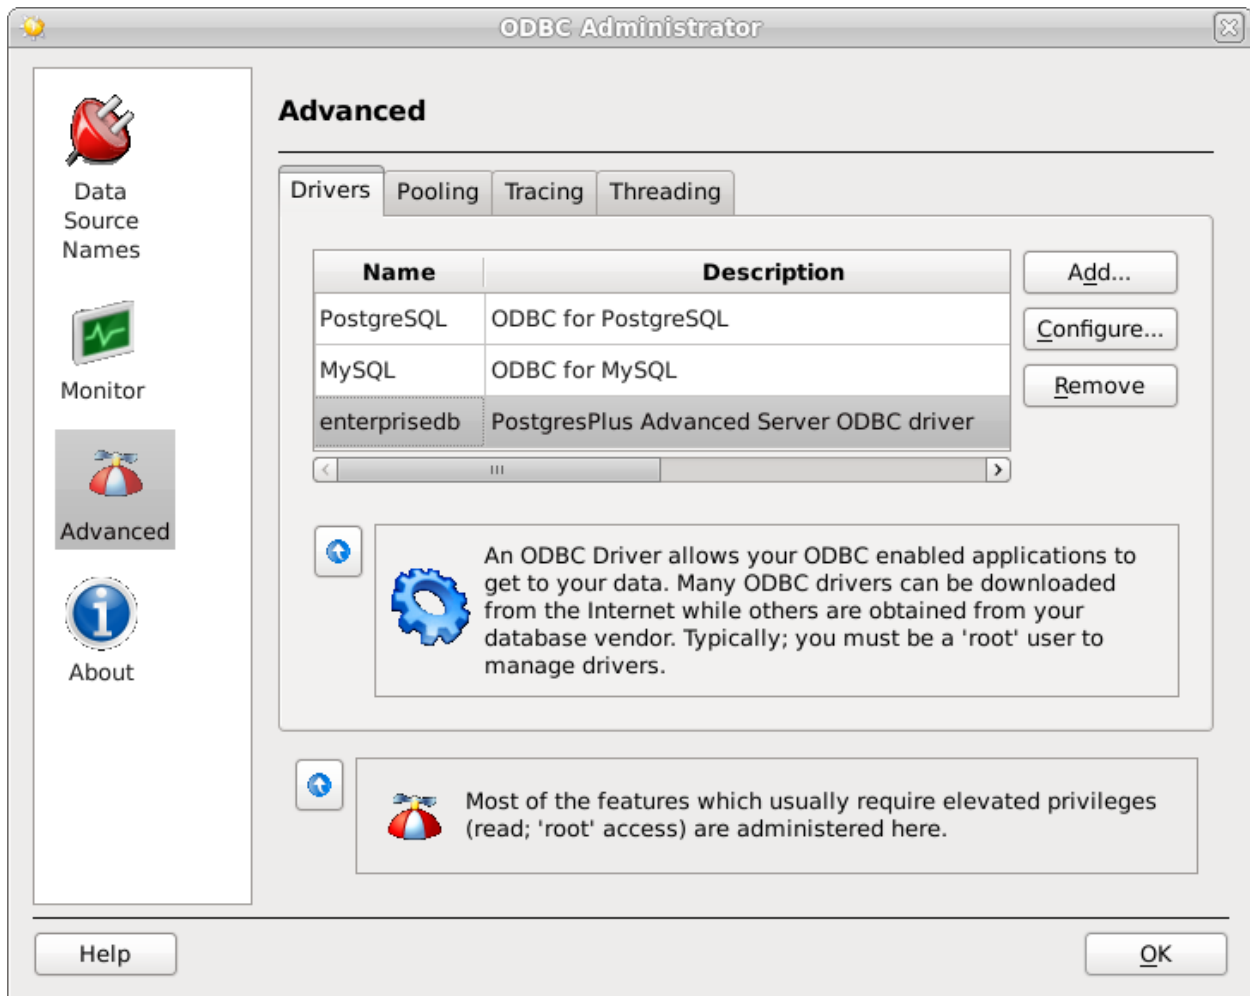 ODBC Administrator
Data
Source
Names
Monitor
Advanced
About
Advanced
Drivers Pooling Tracing Threading
Name Description
PostgreSQL ODBC for PostgreSQL
MySQL ODBC for MySQL
enterprisedb PostgresPlus Advanced Server ODBC driver
Add...
Configure...
Remove
An ODBC Driver allows your ODBC enabled applications to
get to your data. Many ODBC drivers can be downloaded
from the Internet while others are obtained from your
database vendor. Typically; you must be a 'root' user to
manage drivers.
Most of the features which usually require elevated privileges
(read; 'root' access) are administered here.
Help OK